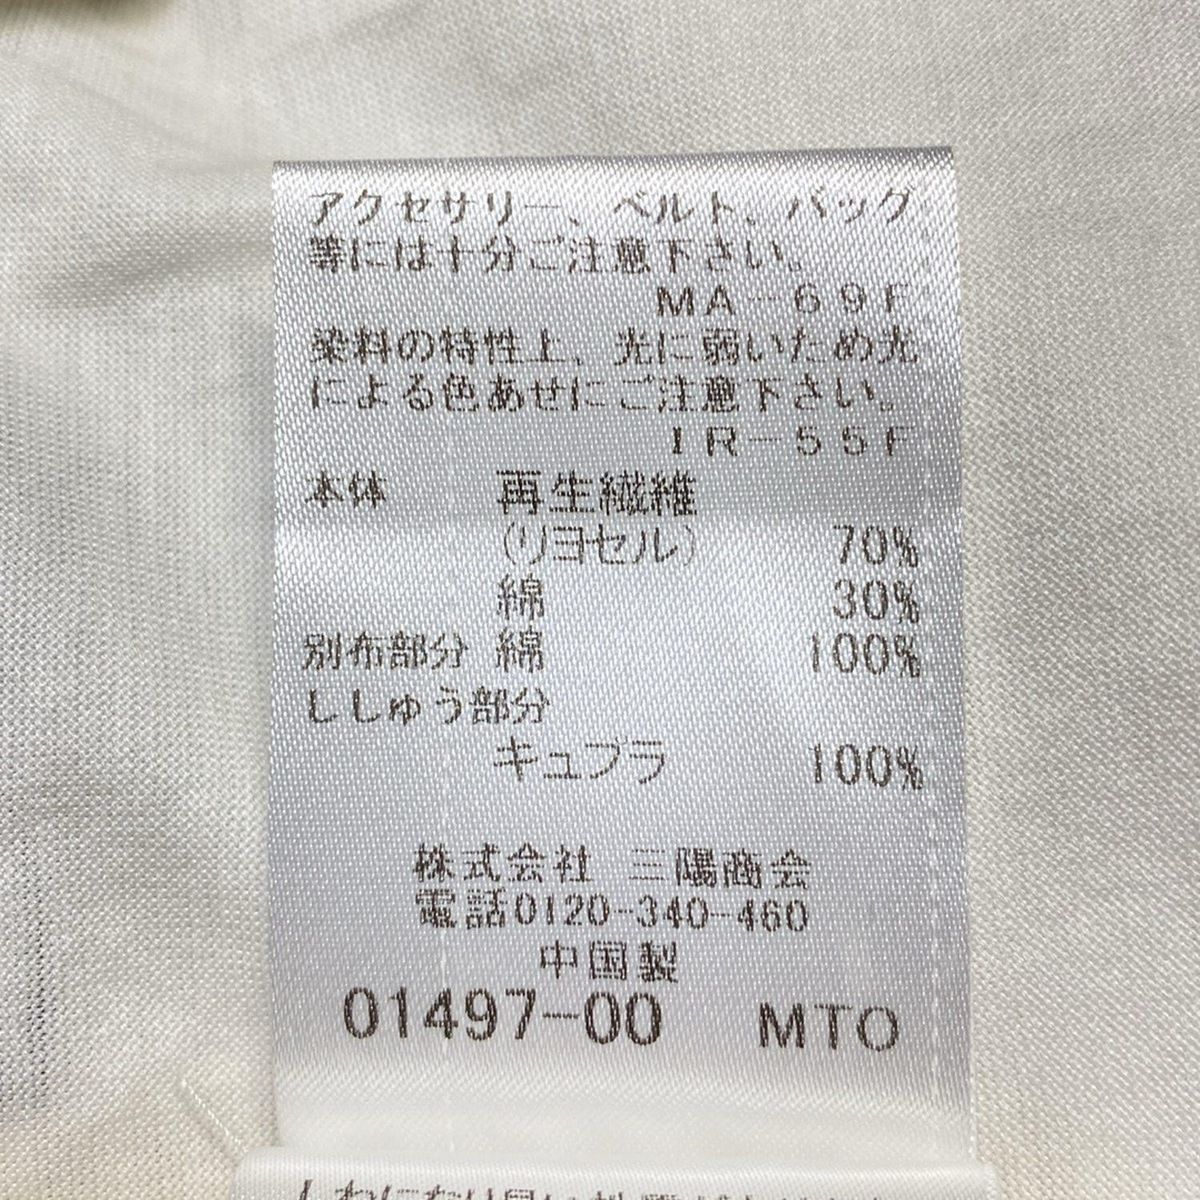 アクセサリー、ベルト、バッグ
等には十分ご注意下さい。
MA-69F
染料の特性上、光に弱いため光
による色あせにご注意下さい。
IR-55F
本体 再生繊維
(リヨセル) 70%
綿 30%
別布部分 綿 100%
ししゅう部分
キュプラ 100%
株式会社 三陽商会
電話0120-340-460
中国製
01497-00 MTO